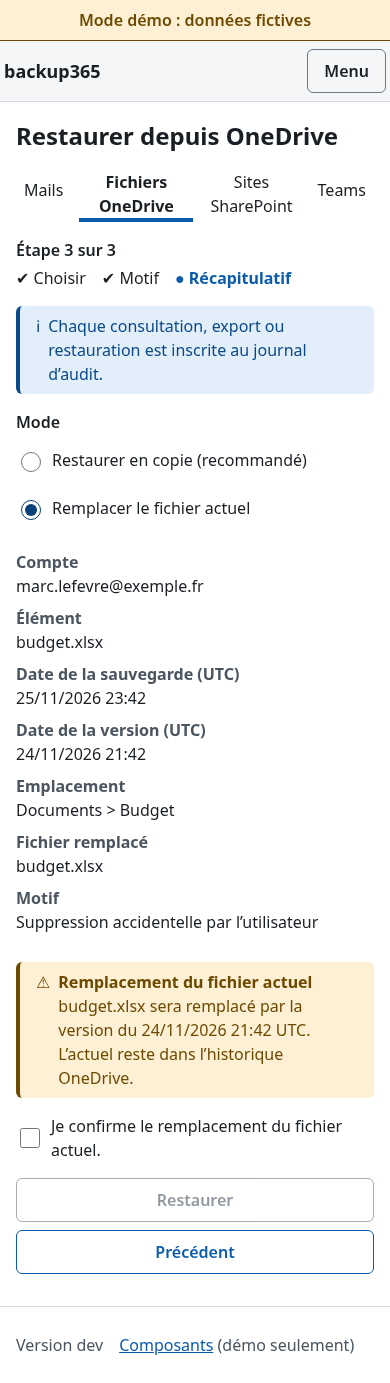 Mode démo : données fictives
backup365
Menu
Restaurer depuis OneDrive
Mails
Fichiers
OneDrive
Sites
SharePoint
Teams
Étape 3 sur 3
✔ Choisir ✔ Motif ● Récapitulatif
i Chaque consultation, export ou
restauration est inscrite au journal
d’audit.
Mode
Restaurer en copie (recommandé)
Remplacer le fichier actuel
Compte
marc.lefevre@exemple.fr
Élément
budget.xlsx
Date de la sauvegarde (UTC)
25/11/2026 23:42
Date de la version (UTC)
24/11/2026 21:42
Emplacement
Documents > Budget
Fichier remplacé
budget.xlsx
Motif
Suppression accidentelle par l’utilisateur
⚠ Remplacement du fichier actuel
budget.xlsx sera remplacé par la
version du 24/11/2026 21:42 UTC.
L’actuel reste dans l’historique
OneDrive.
Je confirme le remplacement du fichier
actuel.
Restaurer
Précédent
Version dev Composants (démo seulement)